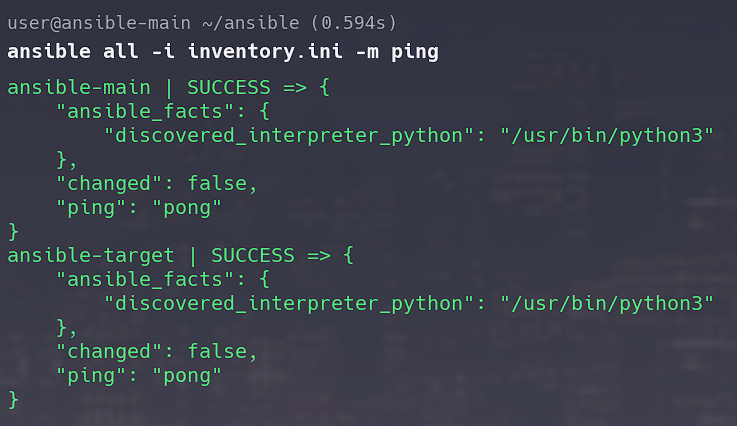 user@ansible-main ~/ansible (0.594s)
ansible all -i inventory.ini -m ping
ansible-main | SUCCESS => {
    "ansible_facts": {
        "discovered_interpreter_python": "/usr/bin/python3"
    },
    "changed": false,
    "ping": "pong"
}
ansible-target | SUCCESS => {
    "ansible_facts": {
        "discovered_interpreter_python": "/usr/bin/python3"
    },
    "changed": false,
    "ping": "pong"
}